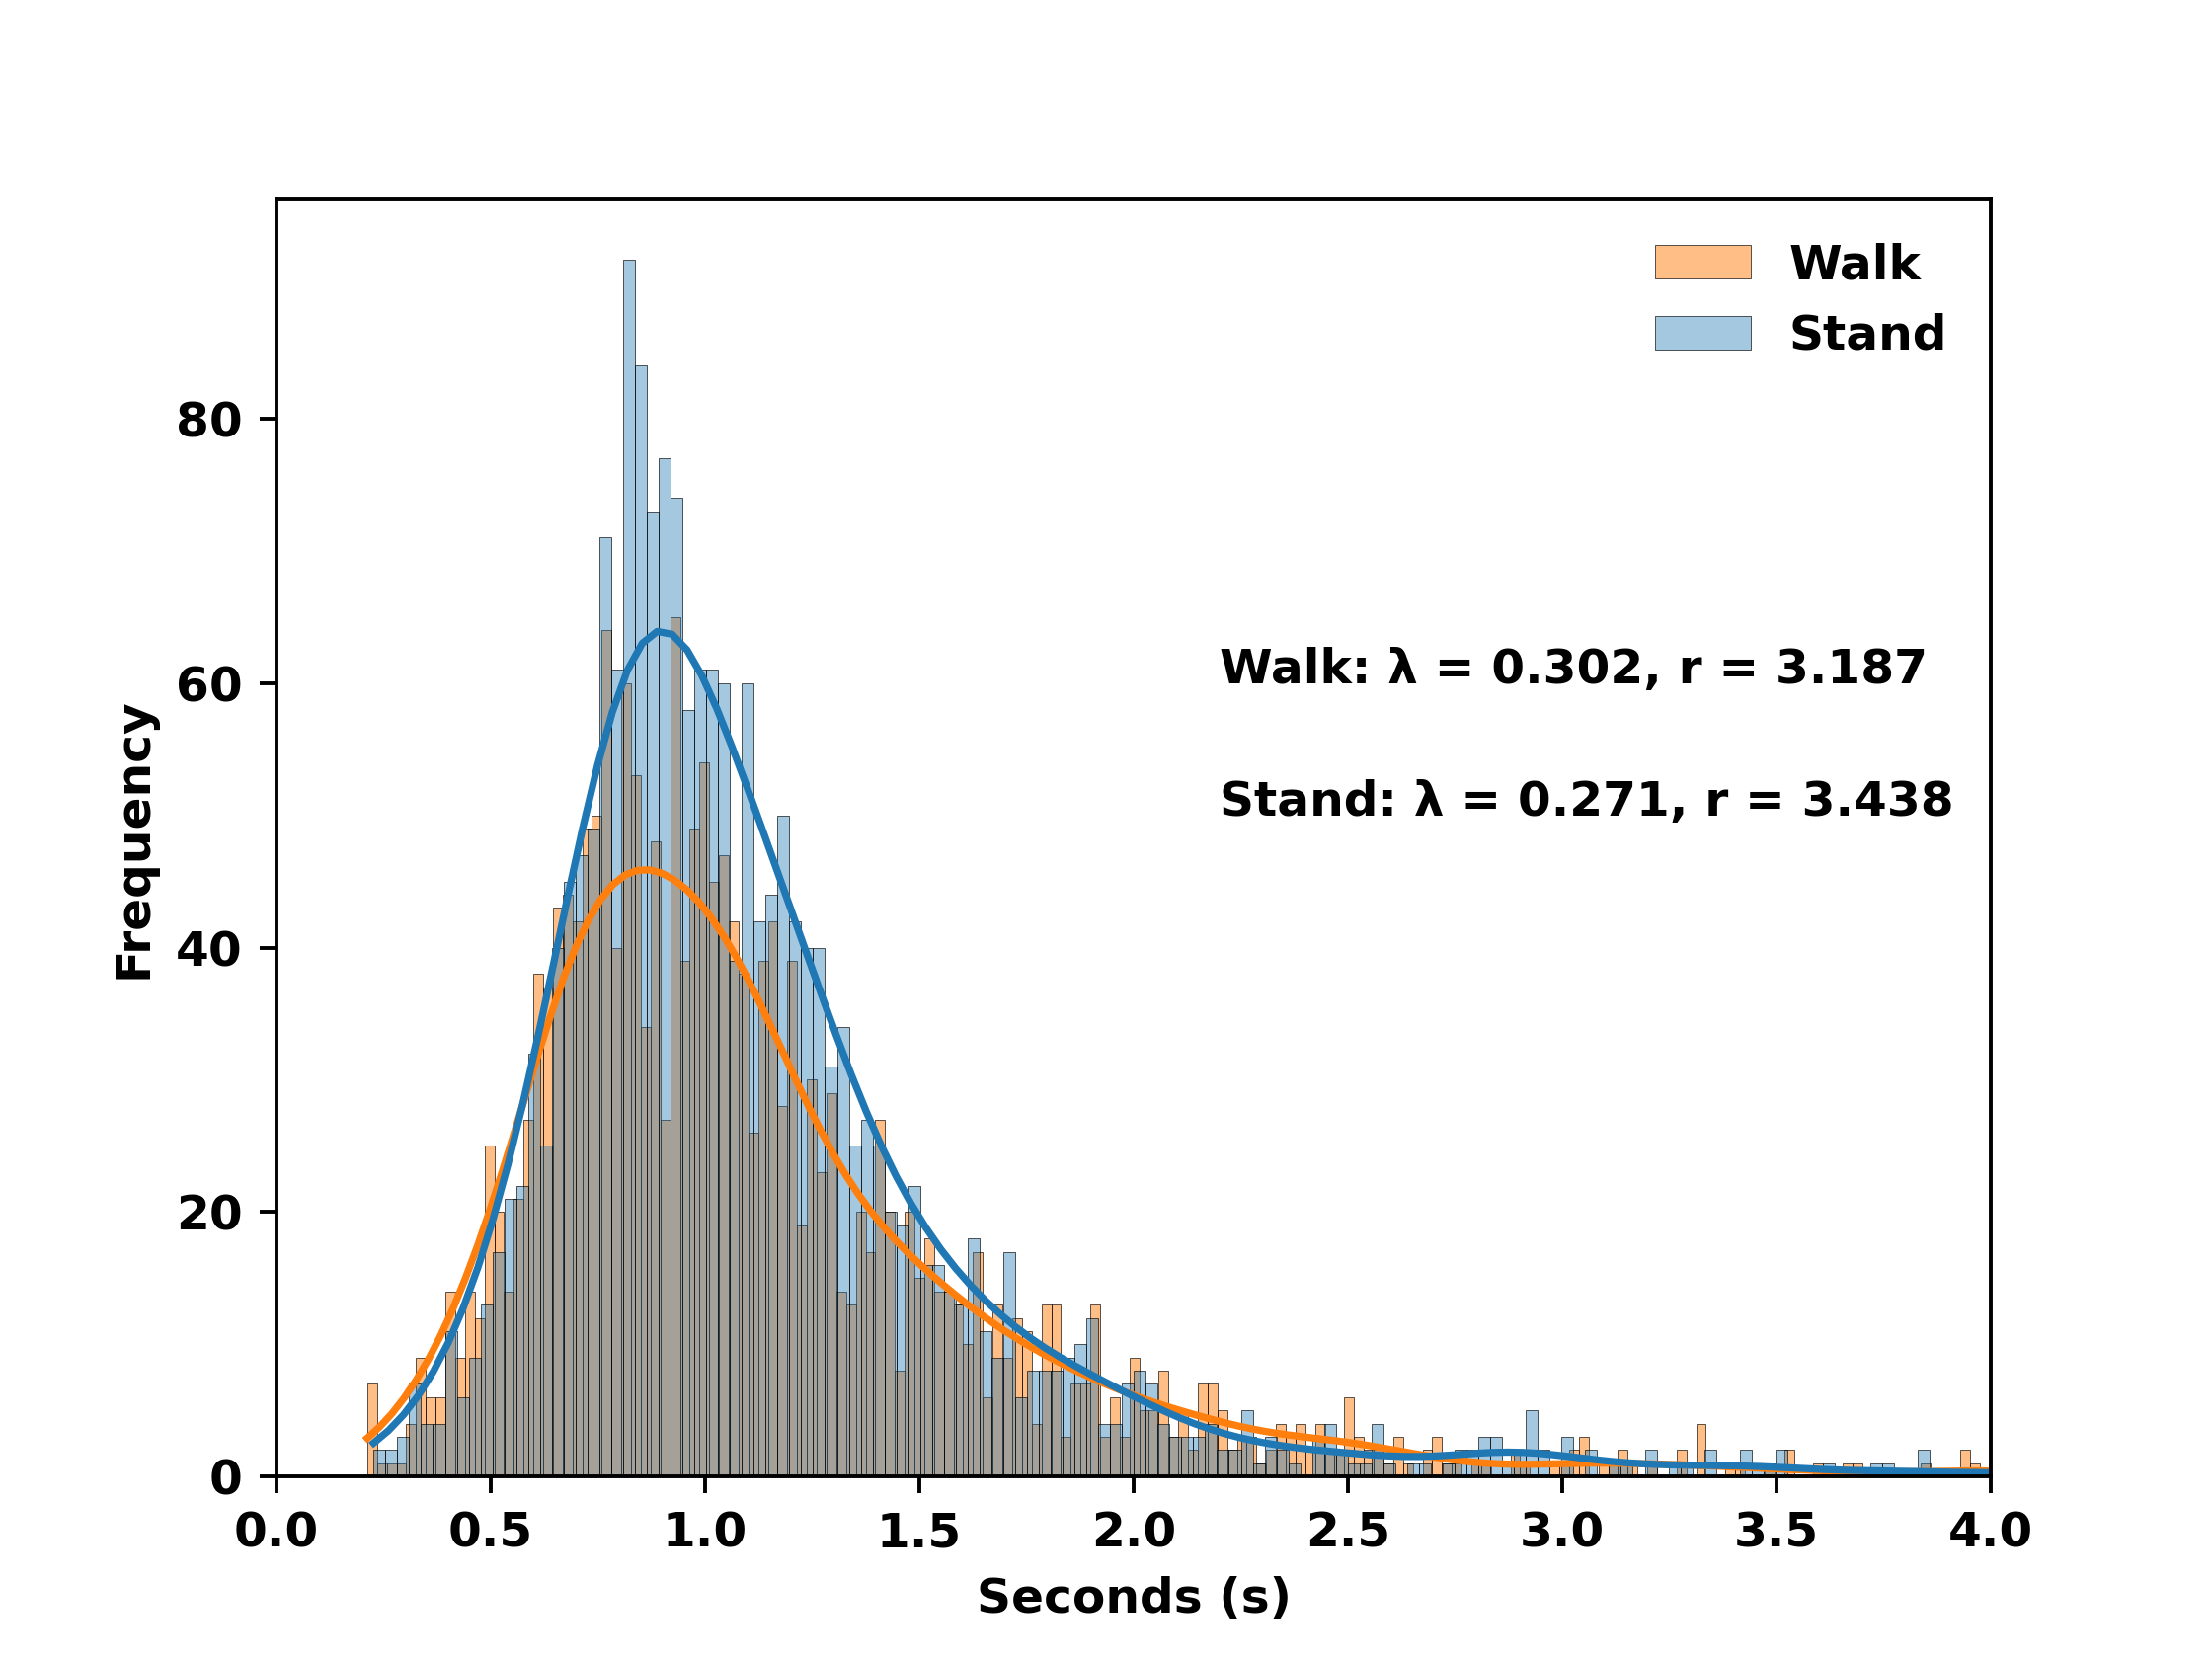 Walk
Stand
80
60
40
20
0
Frequency
Walk: λ = 0.302, r = 3.187
Stand: λ = 0.271, r = 3.438
0.0 0.5 1.0 1.5 2.0 2.5 3.0 3.5 4.0
Seconds (s)